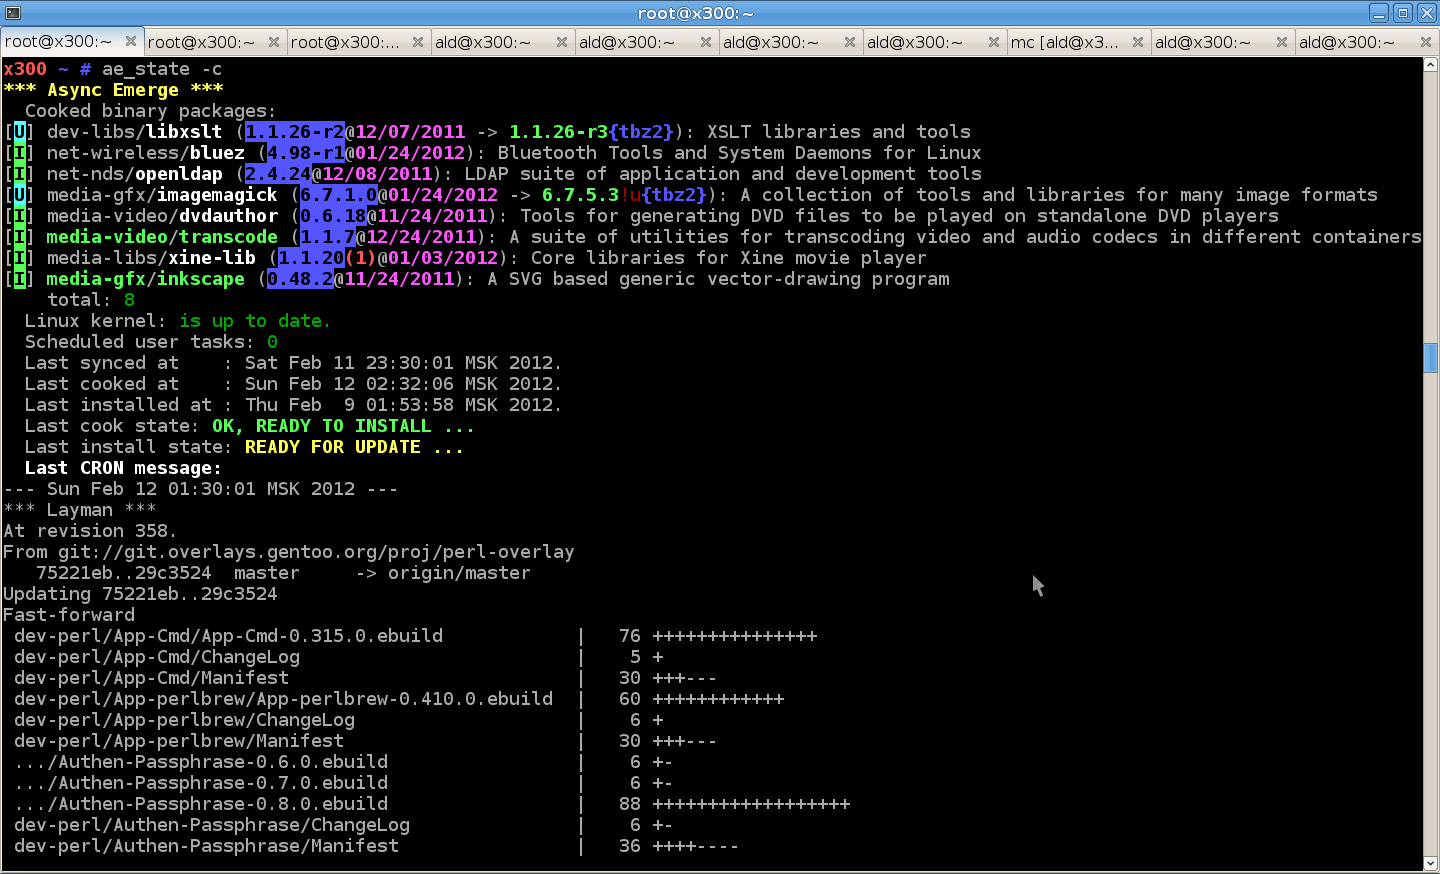 root@x300:~
root@x300:~ root@x300:~ root@x300:... ald@x300:~ ald@x300:~ ald@x300:~ ald@x300:~ mc [ald@x3... ald@x300:~ ald@x300:~
x300 ~ # ae_state -c
*** Async Emerge ***
  Cooked binary packages:
[U] dev-libs/libxslt (1.1.26-r2@12/07/2011 -> 1.1.26-r3{tbz2}): XSLT libraries and tools
[I] net-wireless/bluez (4.98-r1@01/24/2012): Bluetooth Tools and System Daemons for Linux
[I] net-nds/openldap (2.4.24@12/08/2011): LDAP suite of application and development tools
[U] media-gfx/imagemagick (6.7.1.0@01/24/2012 -> 6.7.5.3!u{tbz2}): A collection of tools and libraries for many image formats
[I] media-video/dvdauthor (0.6.18@11/24/2011): Tools for generating DVD files to be played on standalone DVD players
[I] media-video/transcode (1.1.7@12/24/2011): A suite of utilities for transcoding video and audio codecs in different containers
[I] media-libs/xine-lib (1.1.20(1)@01/03/2012): Core libraries for Xine movie player
[I] media-gfx/inkscape (0.48.2@11/24/2011): A SVG based generic vector-drawing program
    total: 8
  Linux kernel: is up to date.
  Scheduled user tasks: 0
  Last synced at    : Sat Feb 11 23:30:01 MSK 2012.
  Last cooked at    : Sun Feb 12 02:32:06 MSK 2012.
  Last installed at : Thu Feb  9 01:53:58 MSK 2012.
  Last cook state: OK, READY TO INSTALL ...
  Last install state: READY FOR UPDATE ...
  Last CRON message:
--- Sun Feb 12 01:30:01 MSK 2012 ---
*** Layman ***
At revision 358.
From git://git.overlays.gentoo.org/proj/perl-overlay
   75221eb..29c3524  master     -> origin/master
Updating 75221eb..29c3524
Fast-forward
 dev-perl/App-Cmd/App-Cmd-0.315.0.ebuild            |   76 +++++++++++++++
 dev-perl/App-Cmd/ChangeLog                         |    5 +
 dev-perl/App-Cmd/Manifest                          |   30 +++---
 dev-perl/App-perlbrew/App-perlbrew-0.410.0.ebuild  |   60 ++++++++++++
 dev-perl/App-perlbrew/ChangeLog                    |    6 +
 dev-perl/App-perlbrew/Manifest                     |   30 +++---
 .../Authen-Passphrase-0.6.0.ebuild                 |    6 +-
 .../Authen-Passphrase-0.7.0.ebuild                 |    6 +-
 .../Authen-Passphrase-0.8.0.ebuild                 |   88 ++++++++++++++++++
 dev-perl/Authen-Passphrase/ChangeLog               |    6 +-
 dev-perl/Authen-Passphrase/Manifest                |   36 ++++----